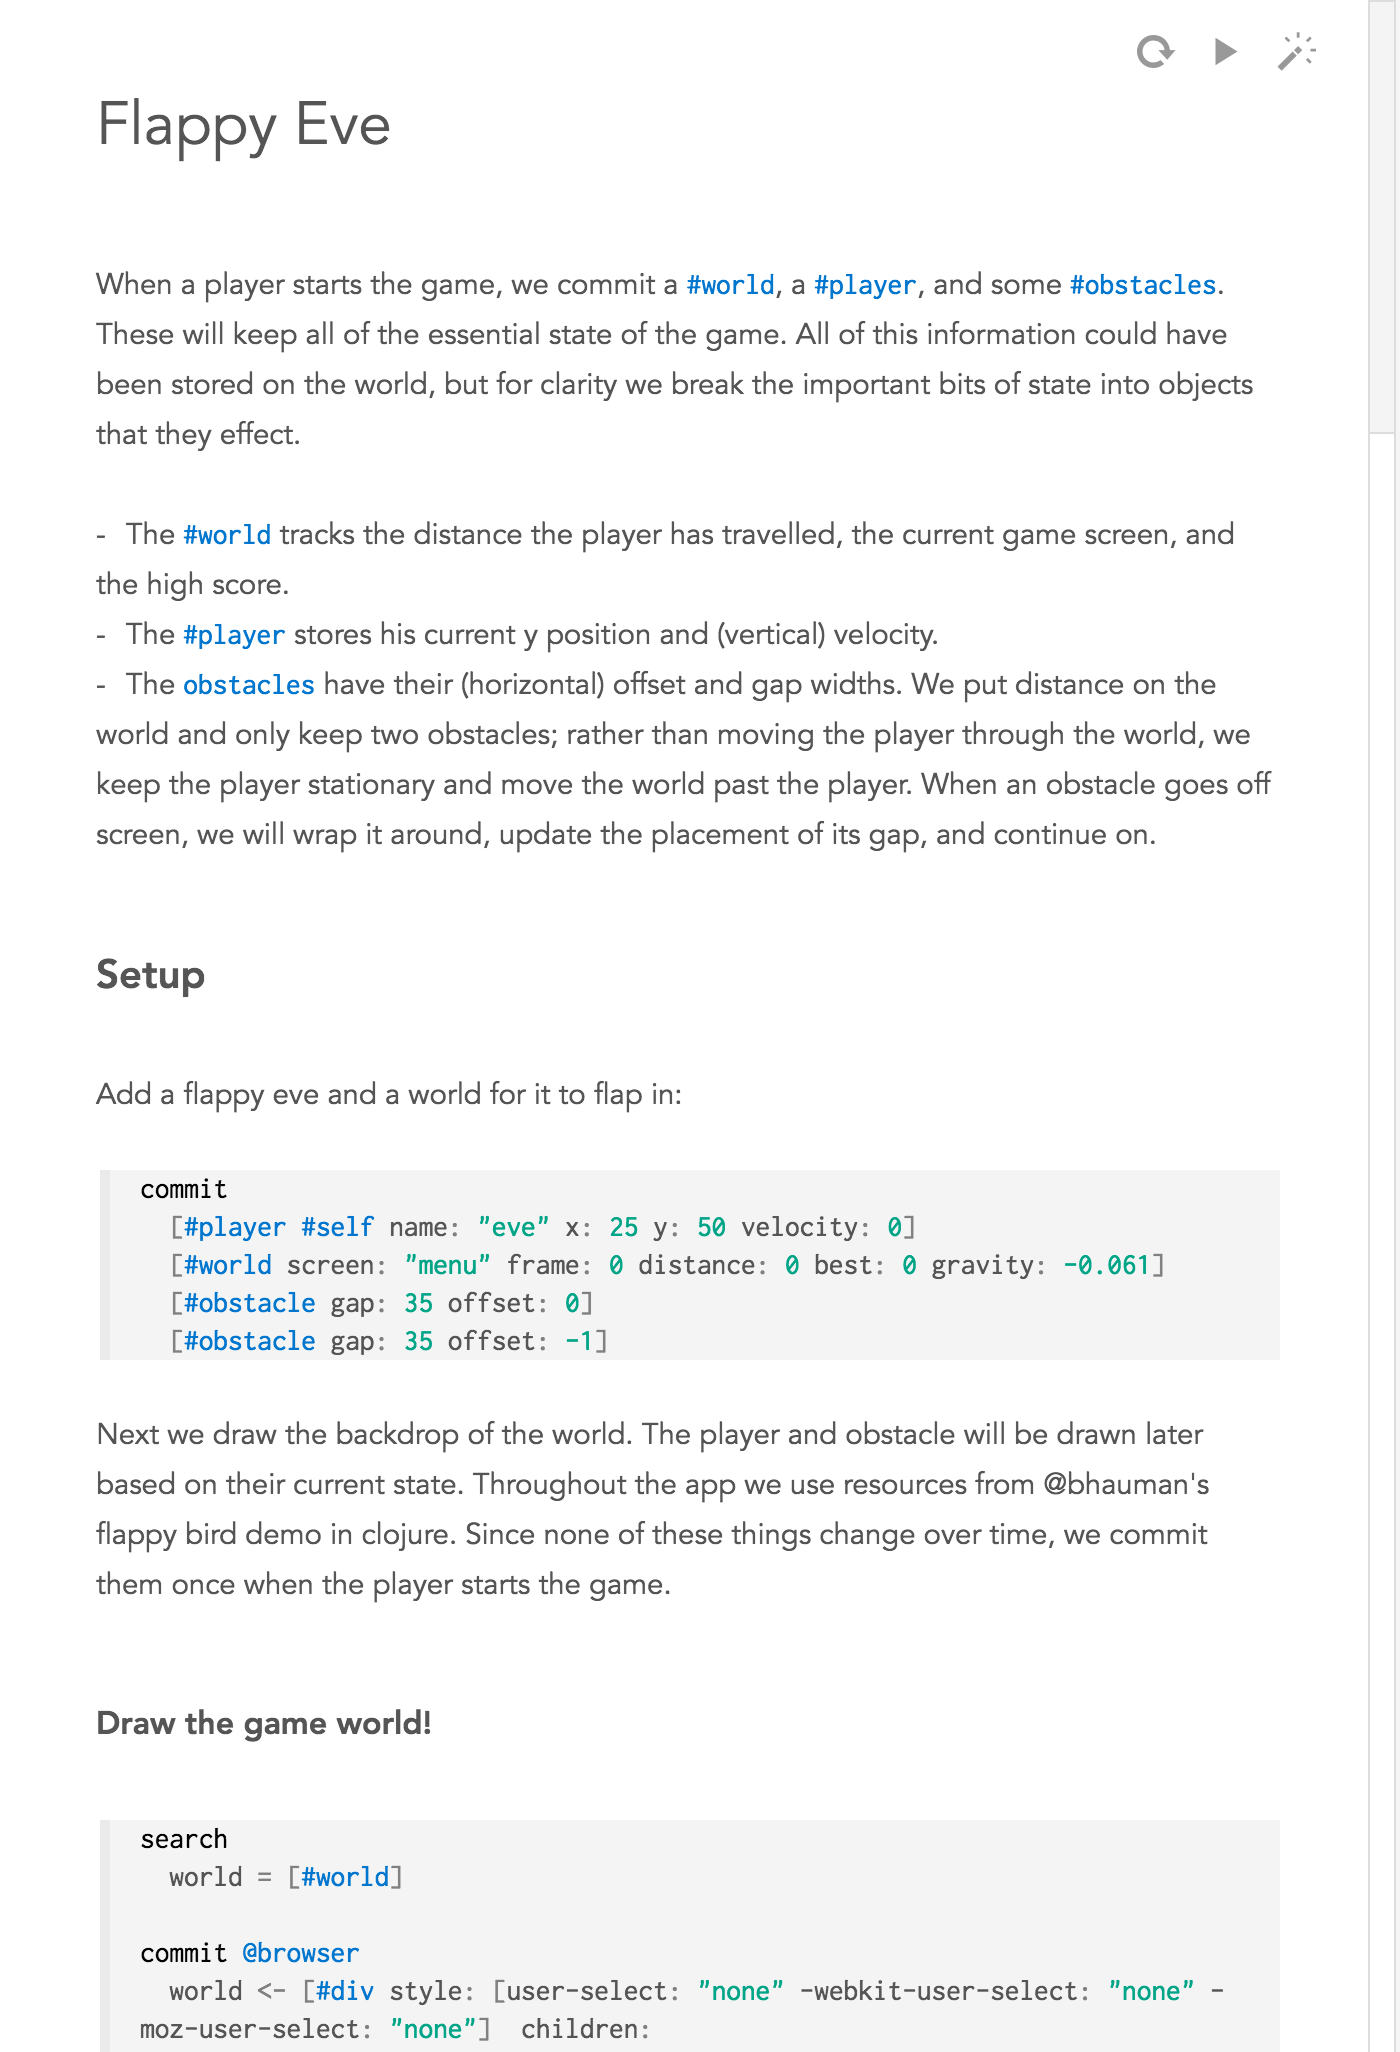 Flappy Eve
When a player starts the game, we commit a #world, a #player, and some #obstacles.
These will keep all of the essential state of the game. All of this information could have
been stored on the world, but for clarity we break the important bits of state into objects
that they effect.
- The #world tracks the distance the player has travelled, the current game screen, and
the high score.
- The #player stores his current y position and (vertical) velocity.
- The obstacles have their (horizontal) offset and gap widths. We put distance on the
world and only keep two obstacles; rather than moving the player through the world, we
keep the player stationary and move the world past the player. When an obstacle goes off
screen, we will wrap it around, update the placement of its gap, and continue on.
Setup
Add a flappy eve and a world for it to flap in:
commit
[#player #self name: "eve" x: 25 y: 50 velocity: 0]
[#world screen: "menu" frame: 0 distance: 0 best: 0 gravity: -0.061]
[#obstacle gap: 35 offset: 0]
[#obstacle gap: 35 offset: -1]
Next we draw the backdrop of the world. The player and obstacle will be drawn later
based on their current state. Throughout the app we use resources from @bhauman's
flappy bird demo in clojure. Since none of these things change over time, we commit
them once when the player starts the game.
Draw the game world!
search
world = [#world]
commit @browser
world <- [#div style: [user-select: "none" -webkit-user-select: "none" -
moz-user-select: "none"]  children: